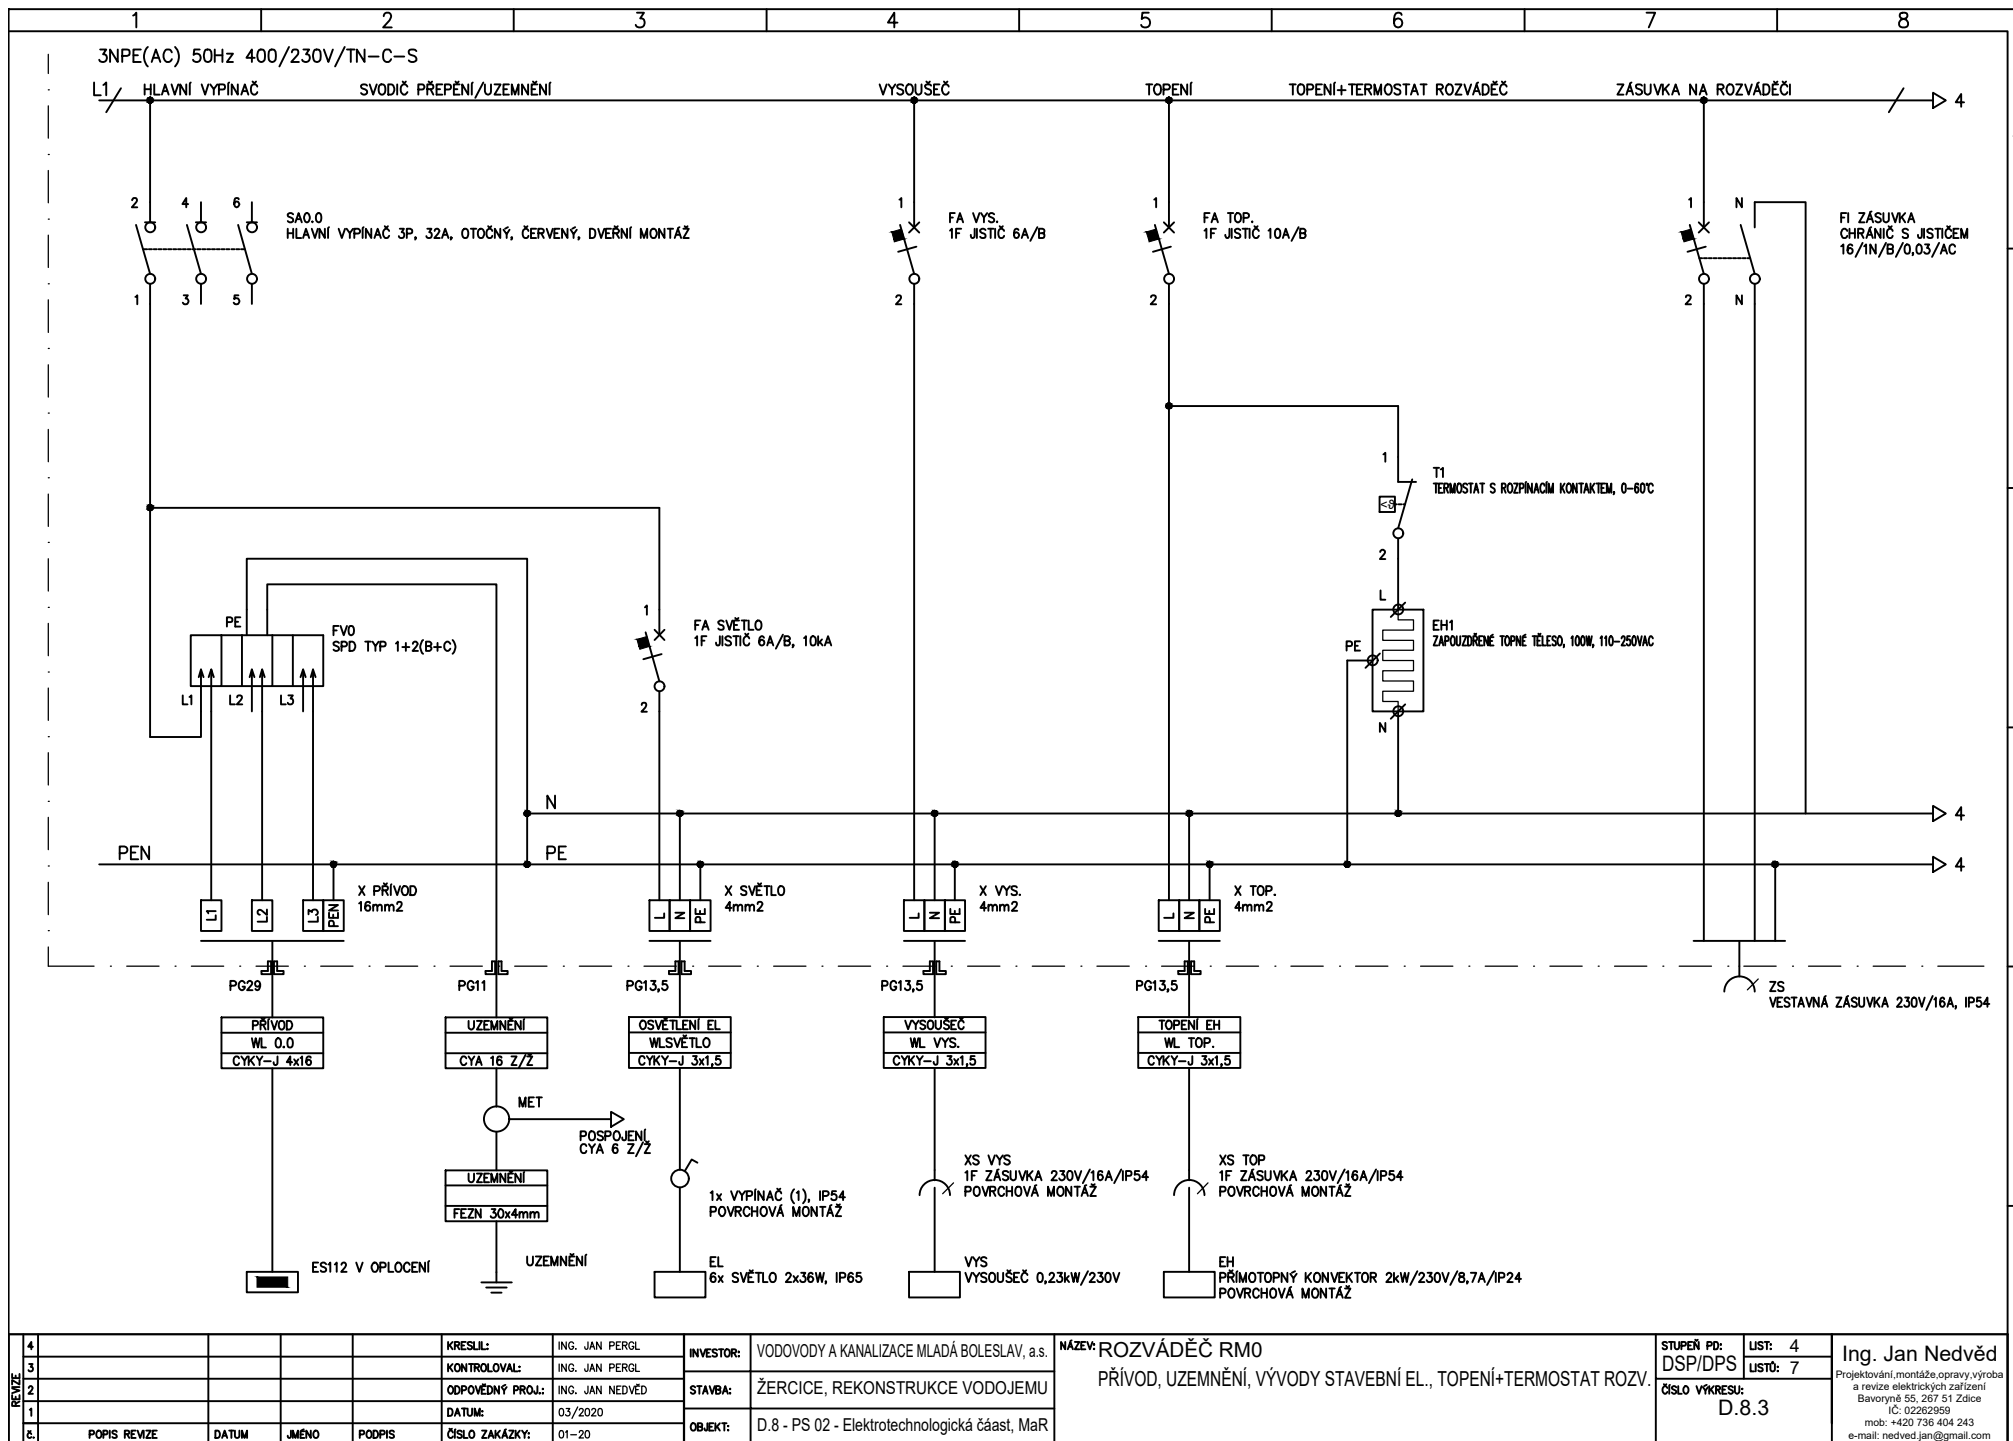 1 2 3 4 5 6 7 8
3NPE(AC) 50Hz 400/230V/TN-C-S
L1 HLAVNÍ VYPÍNAČ SVODIČ PŘEPĚNÍ/UZEMNĚNÍ VYSOUŠEČ TOPENÍ TOPENÍ+TERMOSTAT ROZVÁDĚČ ZÁSUVKA NA ROZVÁDĚČI 4
2 4 6
1 3 5
SA0.0
HLAVNÍ VYPÍNAČ 3P, 32A, OTOČNÝ, ČERVENÝ, DVEŘNÍ MONTÁŽ
1
2
FA VYS.
1F JISTIČ 6A/B
1
2
FA TOP.
1F JISTIČ 10A/B
1 N
2 N
FI ZÁSUVKA
CHRÁNIČ S JISTIČEM
16/1N/B/0,03/AC
1
2
T1
TERMOSTAT S ROZPÍNACÍM KONTAKTEM, 0-60°C
<ϑ
PE
FV0
SPD TYP 1+2(B+C)
L1 L2 L3
1
2
FA SVĚTLO
1F JISTIČ 6A/B, 10kA
L
PE
N
EH1
ZAPOUZDŘENÉ TOPNÉ TĚLESO, 100W, 110-250VAC
N 4
PEN PE 4
L1 L2 L3 PEN
X PŘÍVOD
16mm2
L N PE
X SVĚTLO
4mm2
L N PE
X VYS.
4mm2
L N PE
X TOP.
4mm2
PG29 PG11 PG13,5 PG13,5 PG13,5
ZS
VESTAVNÁ ZÁSUVKA 230V/16A, IP54
PŘÍVOD
WL 0.0
CYKY-J 4x16
UZEMNĚNÍ
CYA 16 Z/Ž
OSVĚTLENÍ EL
WLSVĚTLO
CYKY-J 3x1,5
VYSOUŠEČ
WL VYS.
CYKY-J 3x1,5
TOPENÍ EH
WL TOP.
CYKY-J 3x1,5
MET
POSPOJENÍ
CYA 6 Z/Ž
UZEMNĚNÍ
FEZN 30x4mm
1x VYPÍNAČ (1), IP54
POVRCHOVÁ MONTÁŽ
XS VYS
1F ZÁSUVKA 230V/16A/IP54
POVRCHOVÁ MONTÁŽ
XS TOP
1F ZÁSUVKA 230V/16A/IP54
POVRCHOVÁ MONTÁŽ
ES112 V OPLOCENÍ
UZEMNĚNÍ
EL
6x SVĚTLO 2x36W, IP65
VYS
VYSOUŠEČ 0,23kW/230V
EH
PŘÍMOTOPNÝ KONVEKTOR 2kW/230V/8,7A/IP24
POVRCHOVÁ MONTÁŽ
REVIZE
4
3
2
1
č. POPIS REVIZE DATUM JMÉNO PODPIS
KRESLIL: ING. JAN PERGL
KONTROLOVAL: ING. JAN PERGL
ODPOVĚDNÝ PROJ.: ING. JAN NEDVĚD
DATUM: 03/2020
ČÍSLO ZAKÁZKY: 01-20
INVESTOR: VODOVODY A KANALIZACE MLADÁ BOLESLAV, a.s.
STAVBA: ŽERCICE, REKONSTRUKCE VODOJEMU
OBJEKT: D.8 - PS 02 - Elektrotechnologická čáast, MaR
NÁZEV: ROZVÁDĚČ RM0
PŘÍVOD, UZEMNĚNÍ, VÝVODY STAVEBNÍ EL., TOPENÍ+TERMOSTAT ROZV.
STUPEŇ PD:
DSP/DPS
LIST: 4
LISTŮ: 7
ČÍSLO VÝKRESU:
D.8.3
Ing. Jan Nedvěd
Projektování,montáže,opravy,výroba
a revize elektrických zařízení
Bavoryně 55, 267 51 Zdice
IČ: 02262959
mob: +420 736 404 243
e-mail: nedved.jan@gmail.com